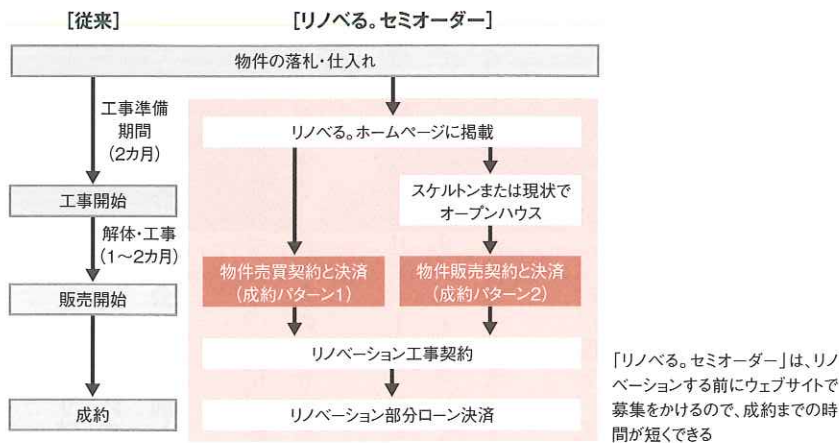 [従来]
[リノベる。セミオーダー]
物件の落札・仕入れ
工事準備
期間
(2カ月)
リノベる。ホームページに掲載
スケルトンまたは現状で
オープンハウス
工事開始
解体・工事
(1〜2カ月)
物件売買契約と決済
(成約パターン1)
物件販売契約と決済
(成約パターン2)
販売開始
リノベーション工事契約
成約
リノベーション部分ローン決済
「リノベる。セミオーダー」は、リノ
ベーションする前にウェブサイトで
募集をかけるので、成約までの時
間が短くできる